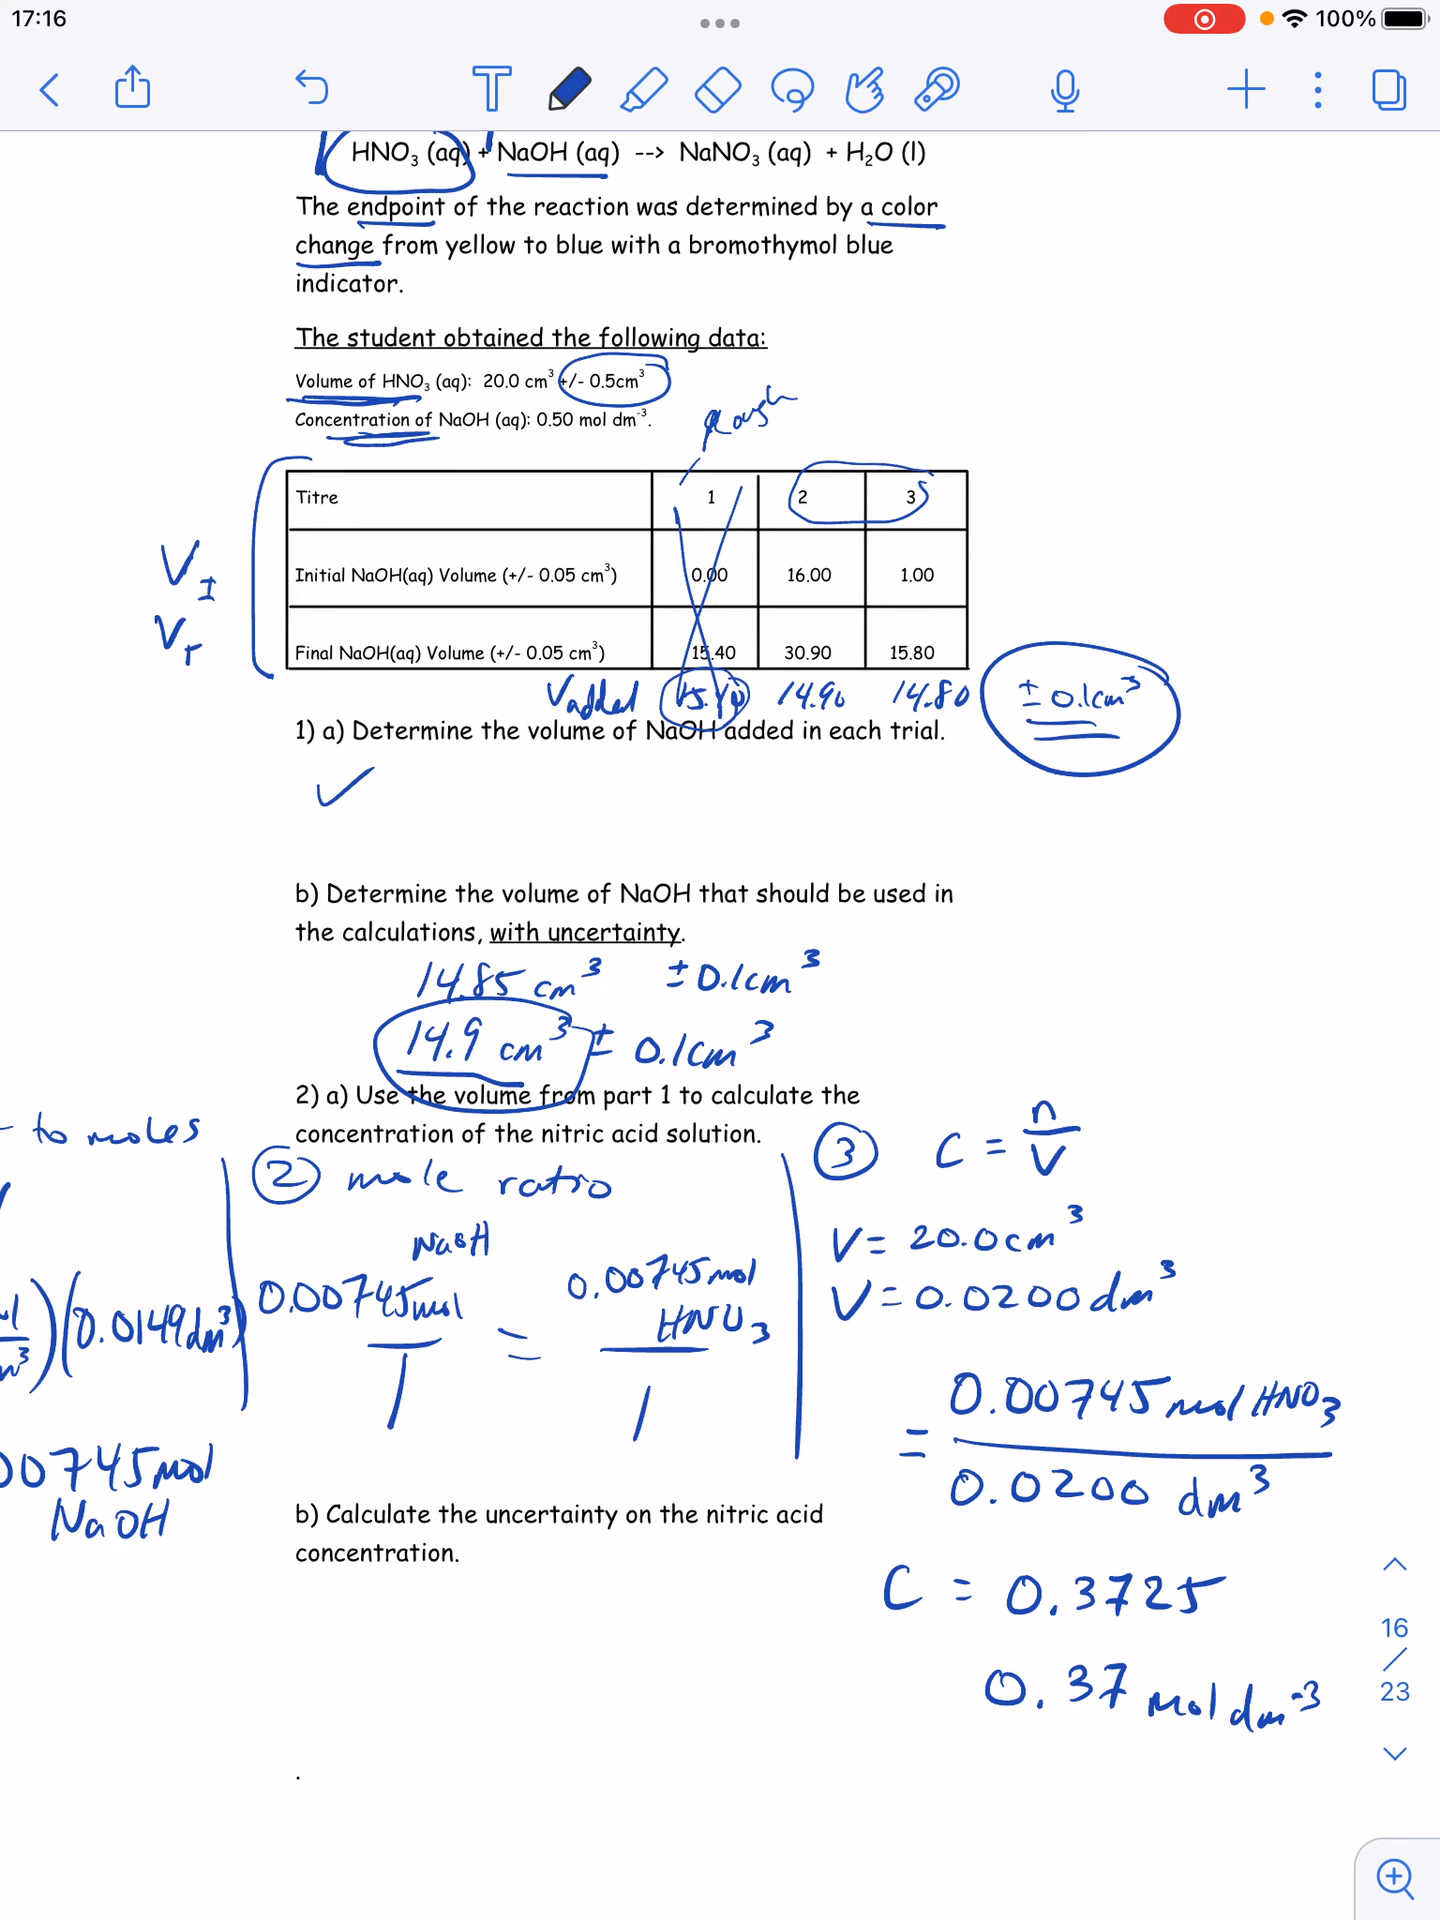 17:16
100%
HNO₃ (aq) + NaOH (aq) --> NaNO₃ (aq) + H₂O (l)
The endpoint of the reaction was determined by a color
change from yellow to blue with a bromothymol blue
indicator.
The student obtained the following data:
Volume of HNO₃ (aq): 20.0 cm³ +/- 0.5cm³
Concentration of NaOH (aq): 0.50 mol dm⁻³.
Rough
Titre 1 2 3
V_I
Initial NaOH(aq) Volume (+/- 0.05 cm³) 0.00 16.00 1.00
V_F
Final NaOH(aq) Volume (+/- 0.05 cm³) 15.40 30.90 15.80
Vadded 15.40 14.90 14.80 ± 0.1cm³
1) a) Determine the volume of NaOH added in each trial.
b) Determine the volume of NaOH that should be used in
the calculations, with uncertainty.
14.85 cm³ ± 0.1cm³
14.9 cm³ ± 0.1cm³
2) a) Use the volume from part 1 to calculate the
concentration of the nitric acid solution.
to moles
② mole ratio
NaOH
0.00745mol
1
=
0.00745mol
HNO₃
1
)(0.0149dm³)
00745mol
NaOH
③ C = n/V
V = 20.0cm³
V = 0.0200 dm³
= 0.00745 mol HNO₃
0.0200 dm³
C = 0.3725
0.37 mol dm⁻³
b) Calculate the uncertainty on the nitric acid
concentration.
.
16
/
23